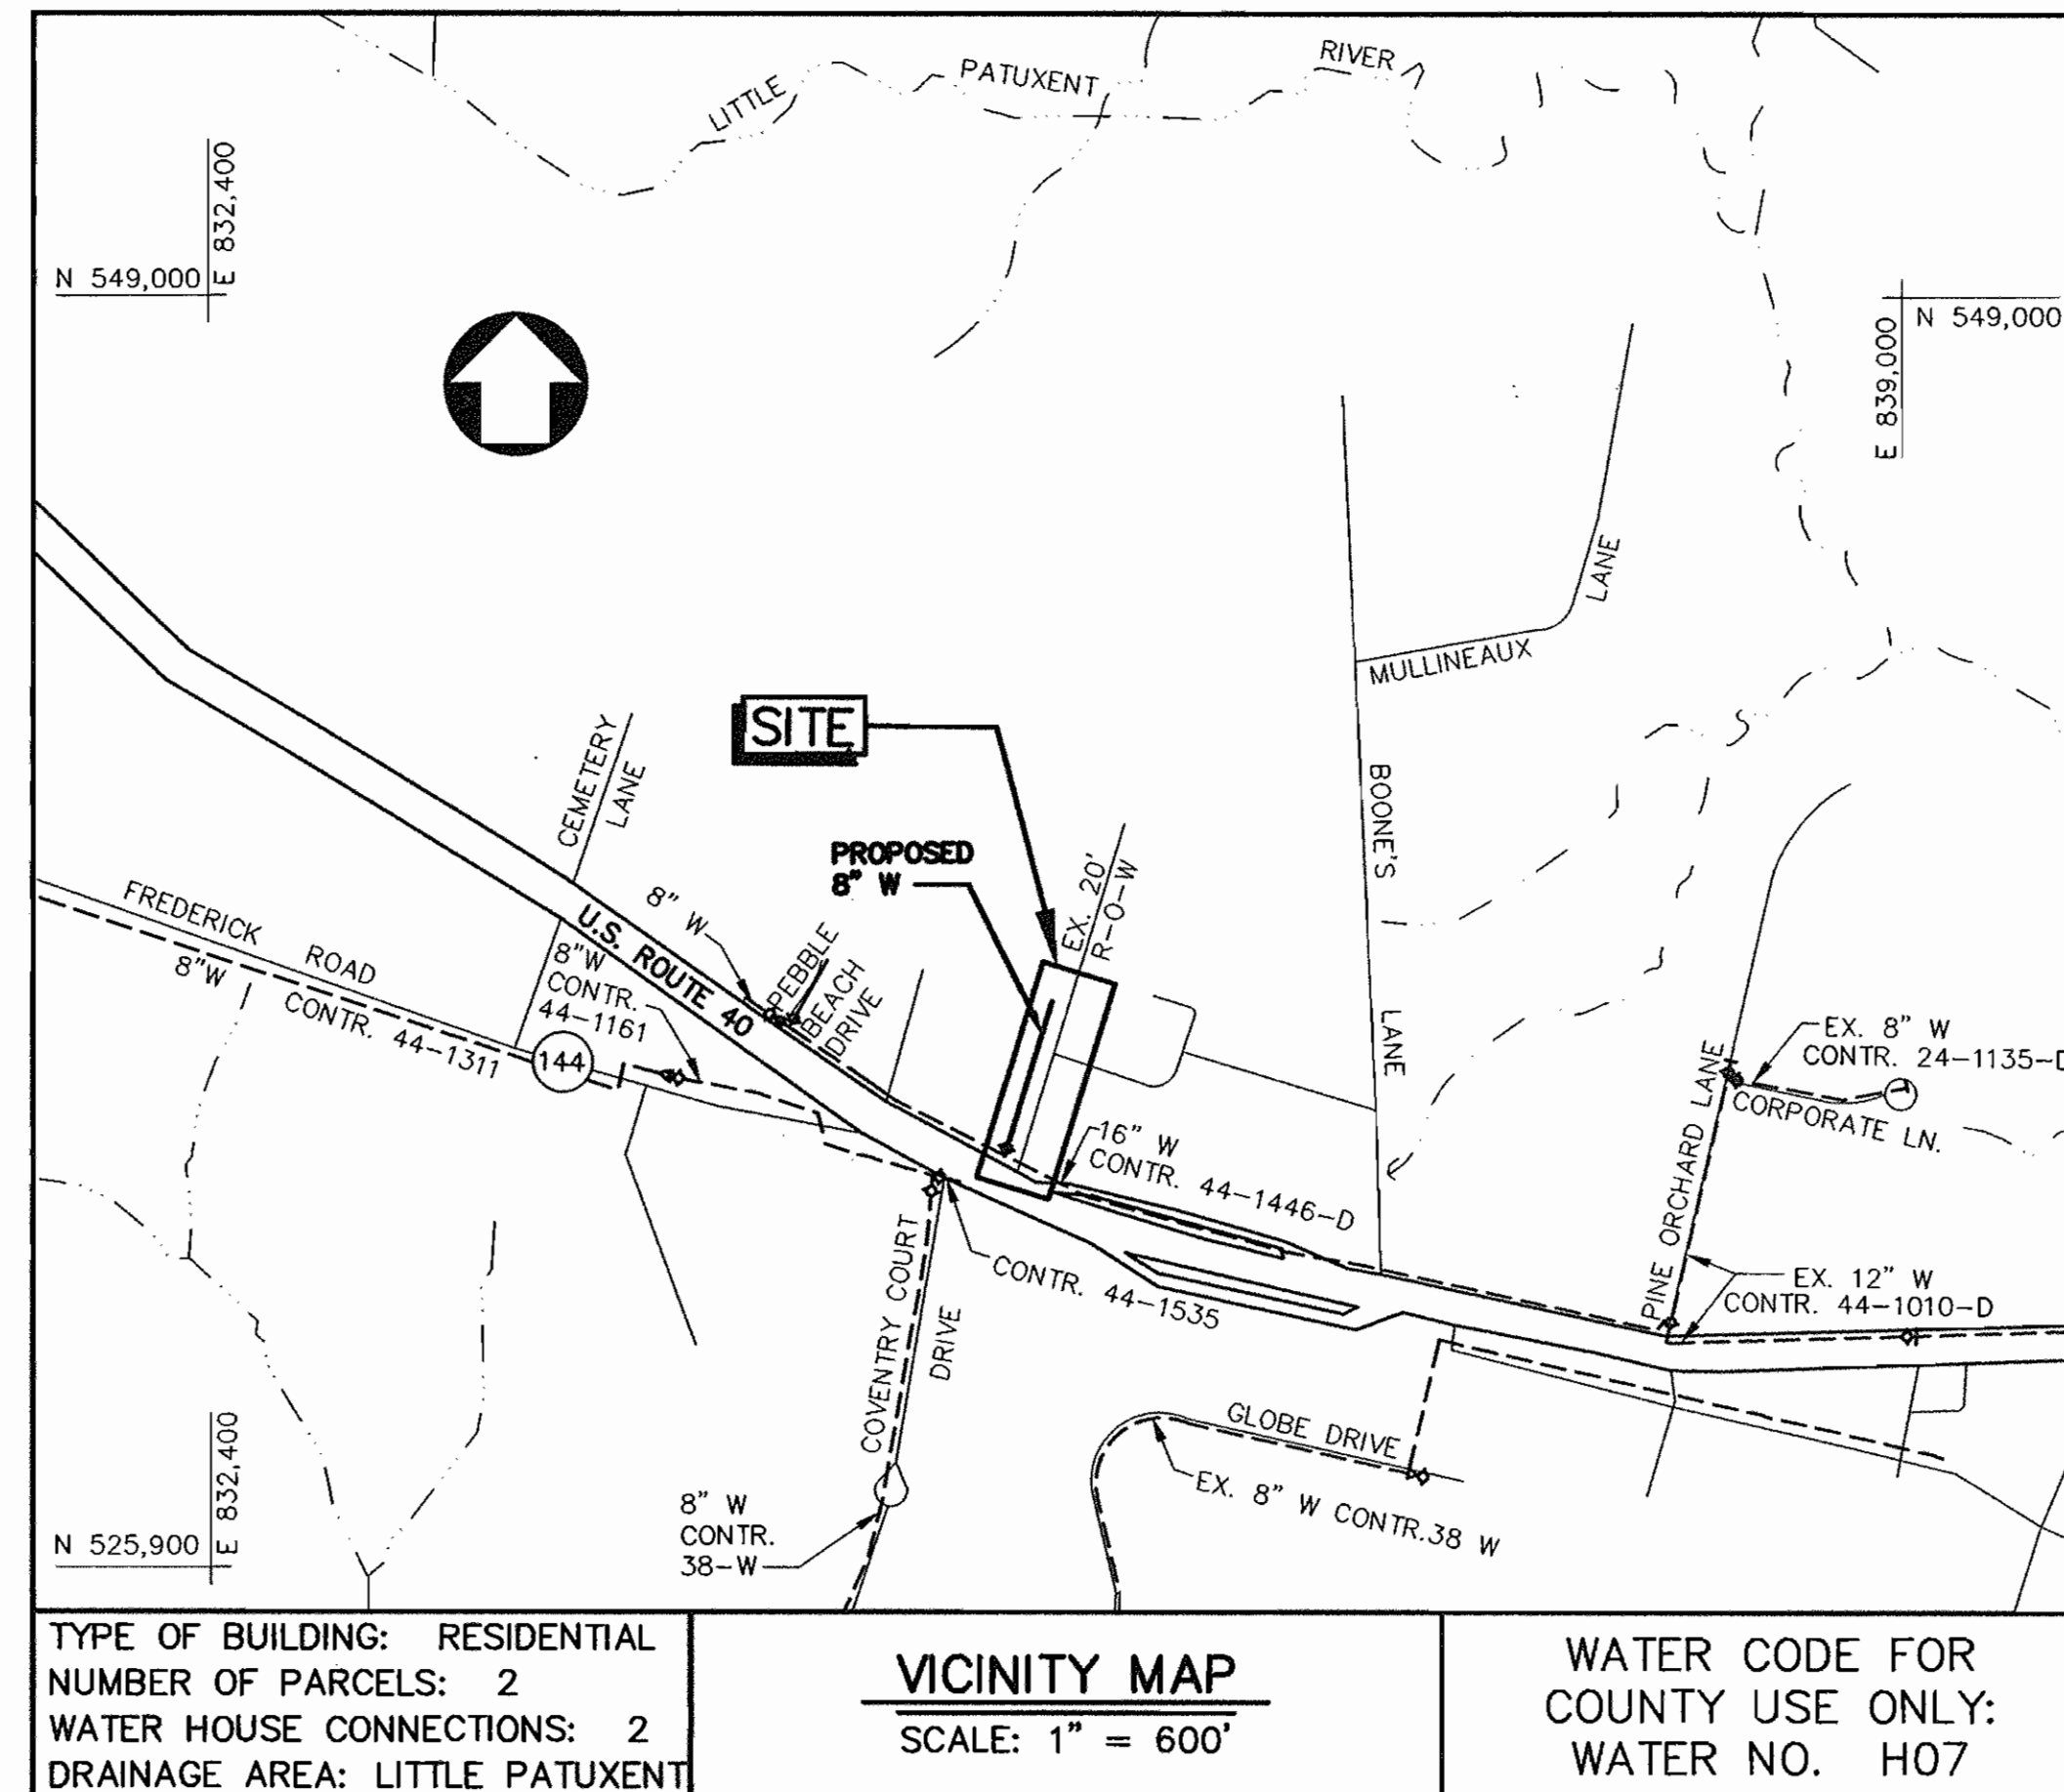 LITTLE
PATUXENT
RIVER
E 832,400
N 549,000
N 549,000
E 839,000
LANE
MULLINEAUX
SITE
CEMETERY
LANE
BOONE'S
LANE
PROPOSED
8" W
EX. 20'
R-O-W
8" W
FREDERICK
ROAD
8"W
CONTR. 44-1311
U.S. ROUTE 40
8"W
CONTR.
44-1161
PEBBLE
BEACH
DRIVE
144
EX. 8" W
CONTR. 24-1135-D
CORPORATE LN.
PINE ORCHARD LANE
16" W
CONTR. 44-1446-D
CONTR. 44-1535
EX. 12" W
CONTR. 44-1010-D
COVENTRY COURT
DRIVE
GLOBE DRIVE
EX. 8" W CONTR.38 W
8" W
CONTR.
38-W
E 832,400
N 525,900
TYPE OF BUILDING: RESIDENTIAL
NUMBER OF PARCELS: 2
WATER HOUSE CONNECTIONS: 2
DRAINAGE AREA: LITTLE PATUXENT
VICINITY MAP
SCALE: 1" = 600'
WATER CODE FOR
COUNTY USE ONLY:
WATER NO. H07